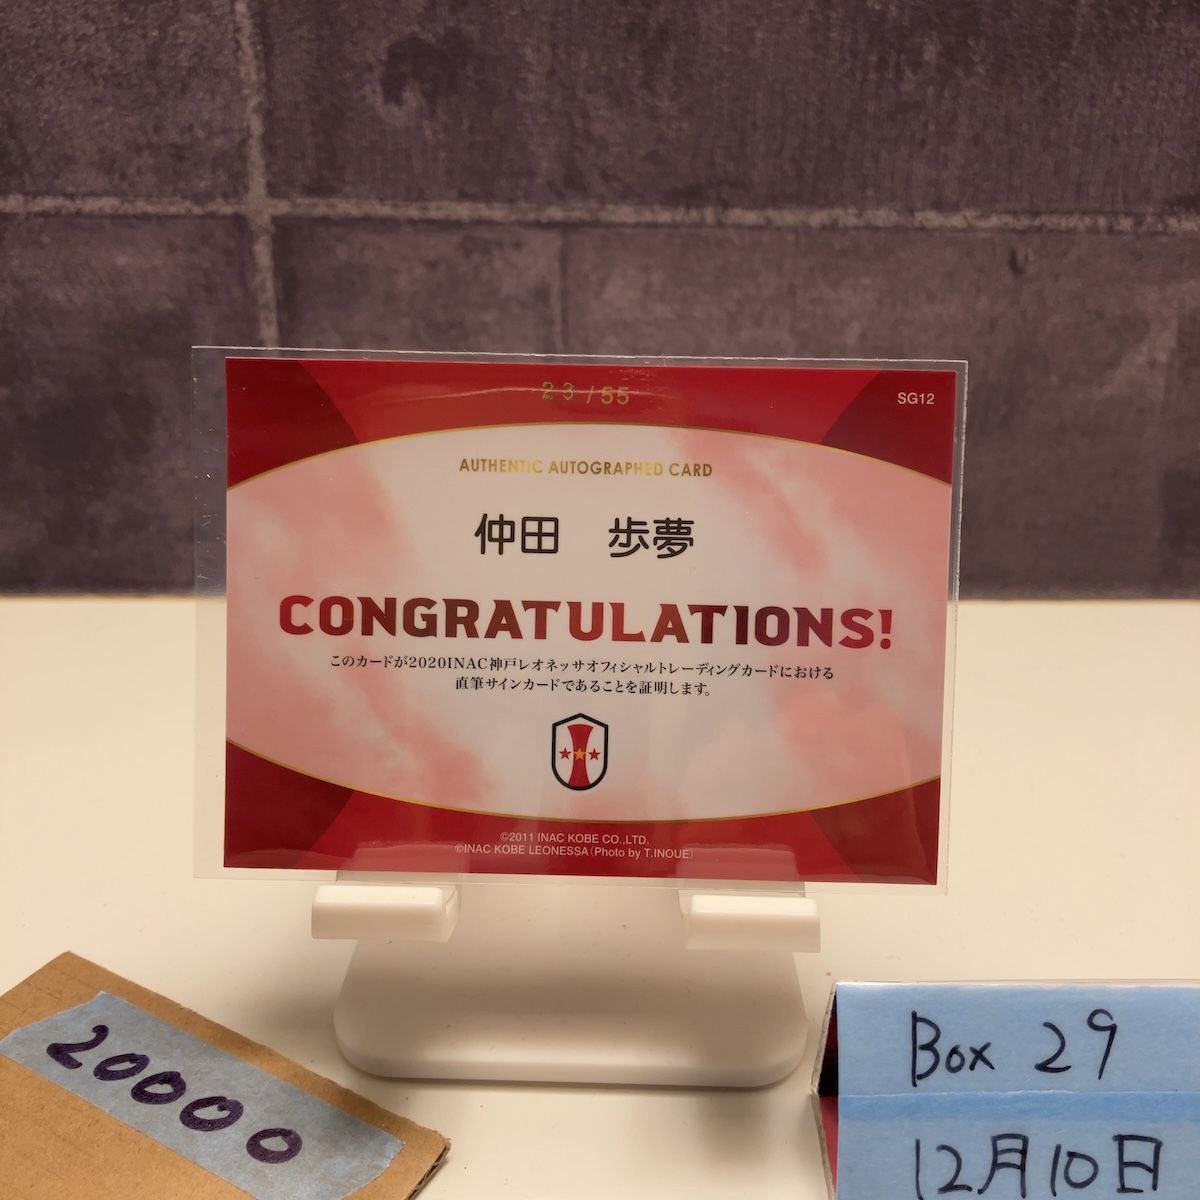 23/55
SG12
AUTHENTIC AUTOGRAPHED CARD
仲田 歩夢
CONGRATULATIONS!
このカードが2020INAC神戸レオネッサオフィシャルトレーディングカードにおける
直筆サインカードであることを証明します。
©2011 INAC KOBE CO.,LTD.
©INAC KOBE LEONESSA(Photo by T.INOUE)
20000
Box 29
12月10日